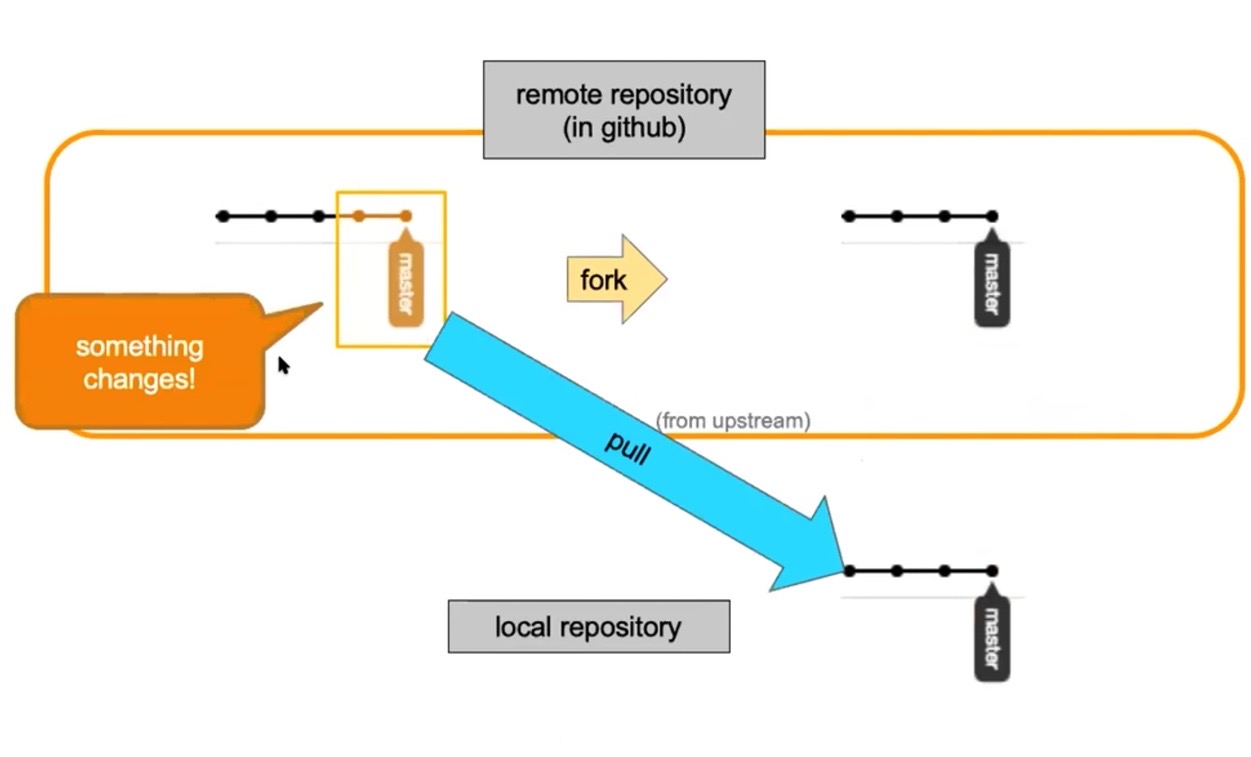 remote repository
(in github)
master
fork
master
something
changes!
(from upstream)
pull
local repository
master